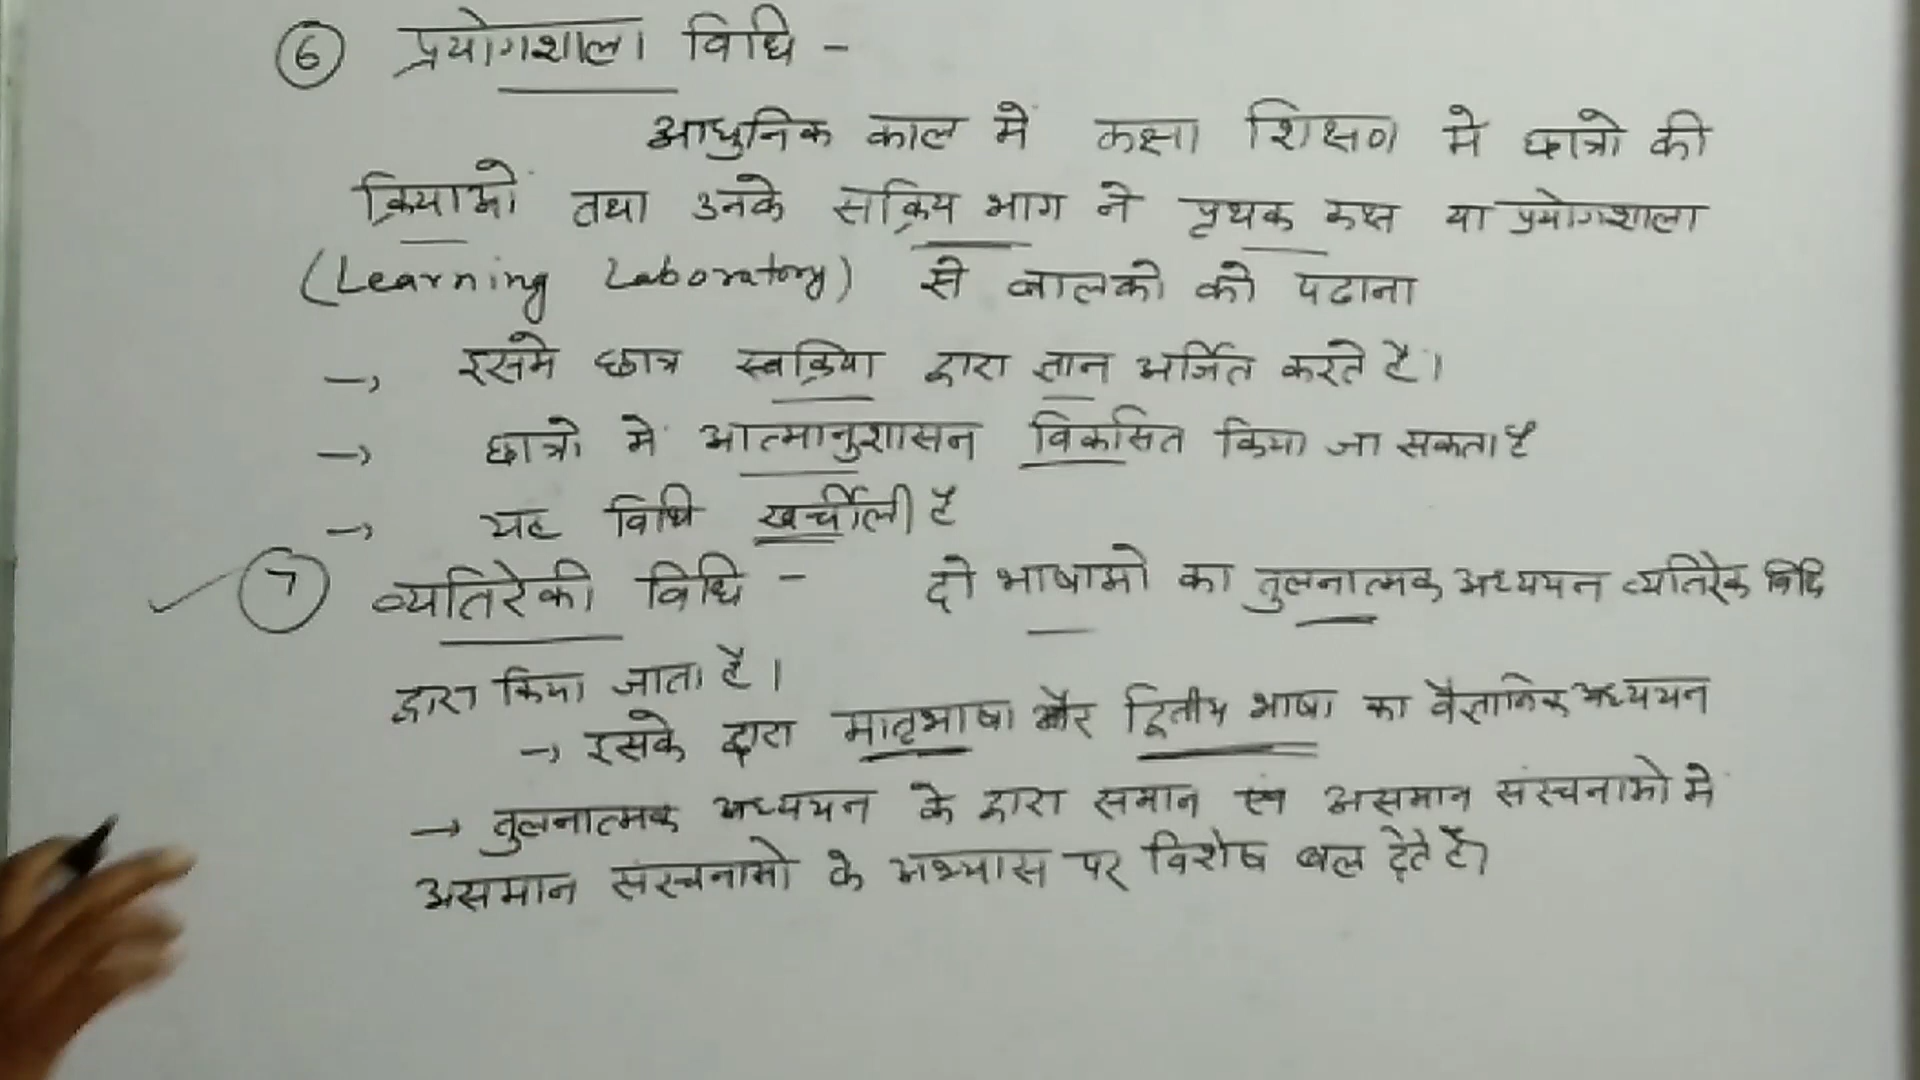 ⑥ प्रयोगशाला विधि -
आधुनिक काल में कक्षा शिक्षण मे छात्रो की
क्रियाओं तथा उनके सक्रिय भाग ने पृथक कक्ष या प्रयोगशाला
(Learning Laboratory) से बालको को पढाना
→ इसमे छात्र स्वक्रिया द्वारा ज्ञान अर्जित करते है।
→ छात्रो में आत्मानुशासन विकसित किया जा सकता है
→ यह विधि खर्चीली है
⑦ व्यतिरेकी विधि - दो भाषाओ का तुलनात्मक अध्ययन व्यतिरेक विधि
द्वारा किया जाता है।
→ इसके द्वारा मातृभाषा और द्वितीय भाषा का वैज्ञानिक अध्ययन
→ तुलनात्मक अध्ययन के द्वारा समान एवं असमान संरचनाओ में
असमान संरचनाओ के अभ्यास पर विशेष बल देते है।